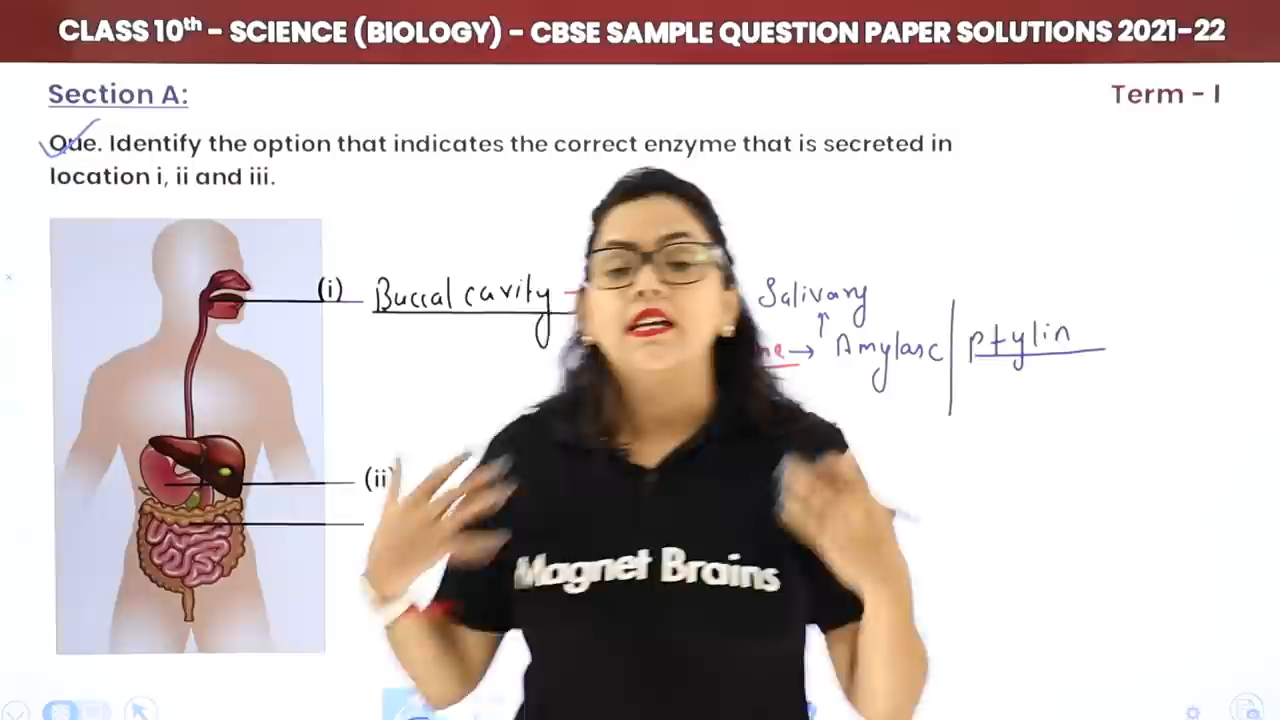 CLASS 10th – SCIENCE (BIOLOGY) – CBSE SAMPLE QUESTION PAPER SOLUTIONS 2021-22
Section A:
Term - I
Que. Identify the option that indicates the correct enzyme that is secreted in
location i, ii and iii.
(i) Buccal cavity
Salivary
→ Amylase | Ptylin
(ii)
Magnet Brains